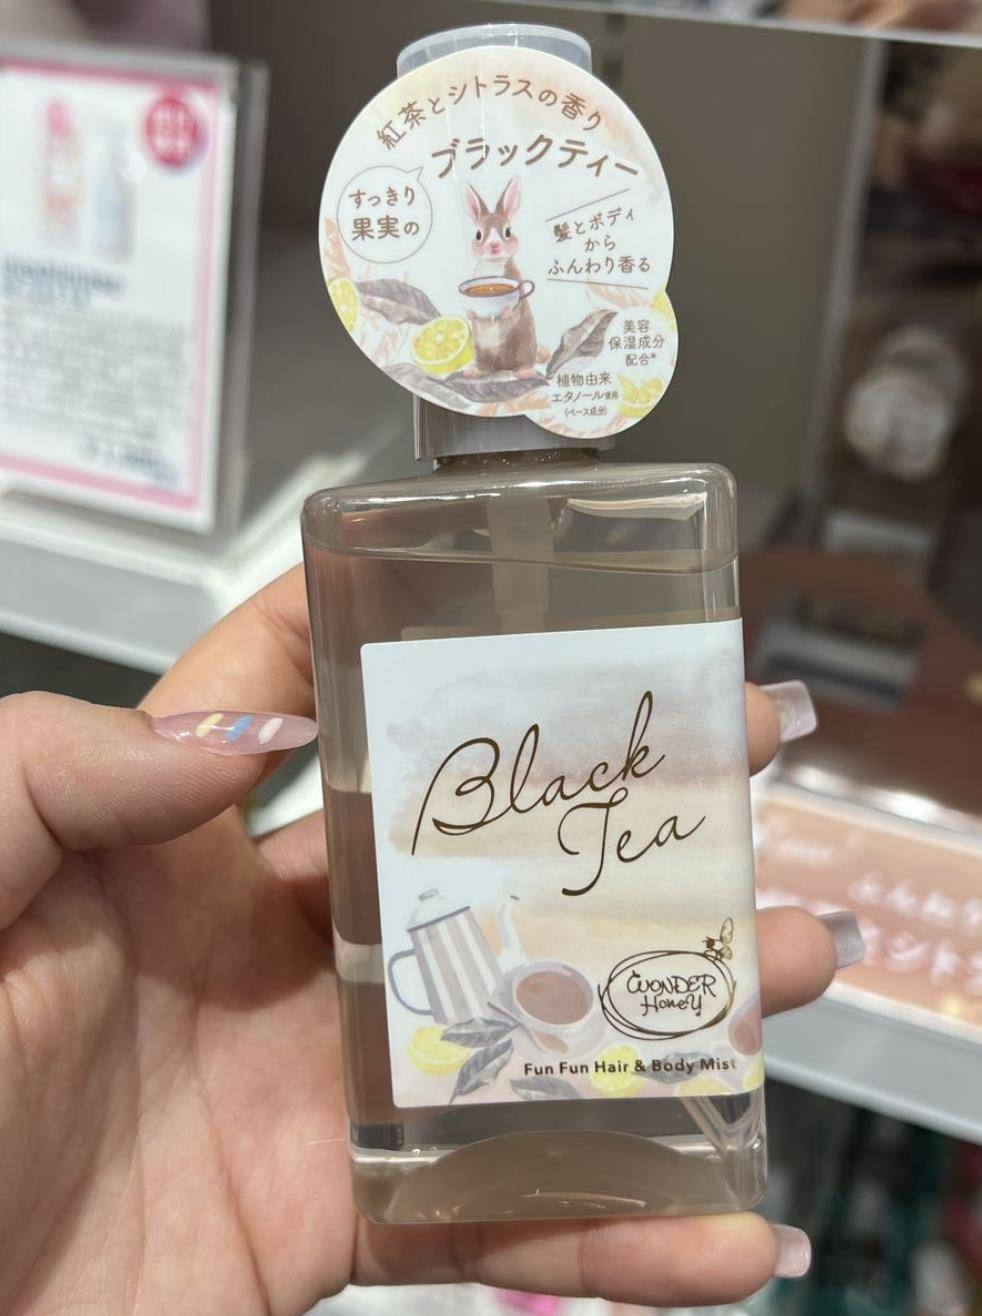 紅茶とシトラスの香り
ブラックティー
すっきり
果実の
髪とボディ
から
ふんわり香る
美容
保湿成分
配合*
植物由来
エタノール使用
(ベース成分)
Black
Tea
WONDER
HONEY
Fun Fun Hair & Body Mist